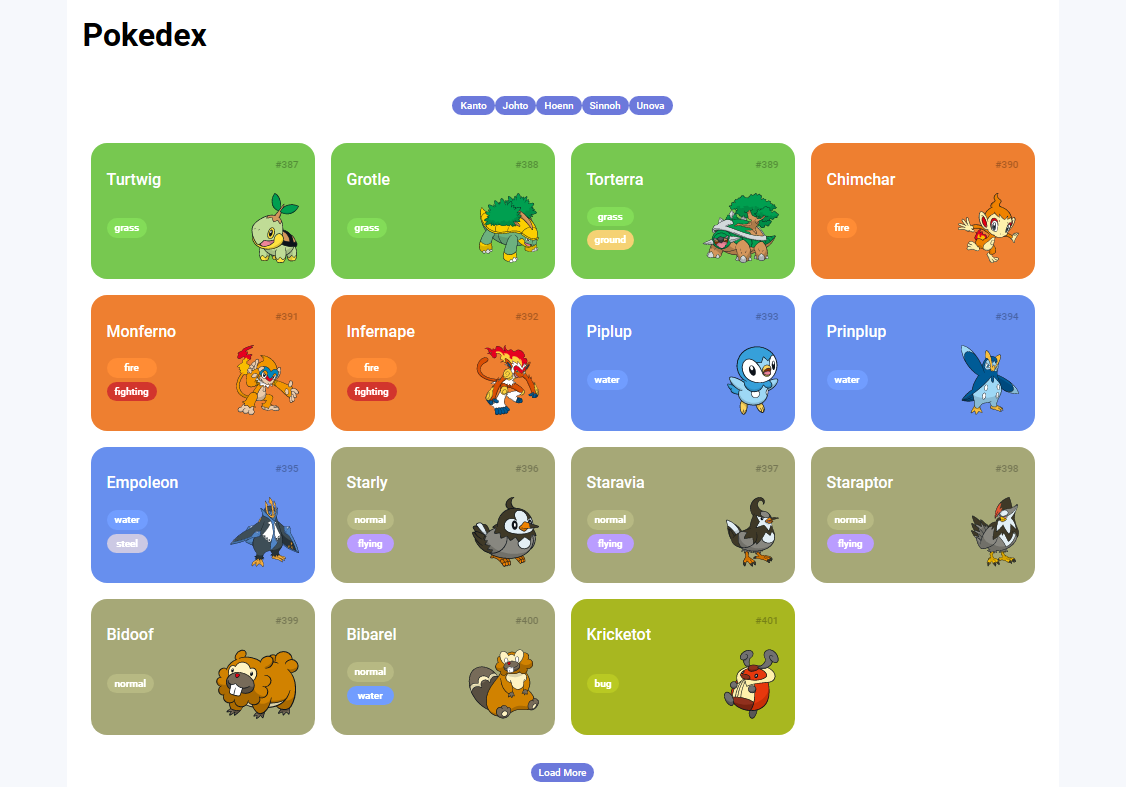 Pokedex
Kanto Johto Hoenn Sinnoh Unova
#387
Turtwig
grass
#388
Grotle
grass
#389
Torterra
grass
ground
#390
Chimchar
fire
#391
Monferno
fire
fighting
#392
Infernape
fire
fighting
#393
Piplup
water
#394
Prinplup
water
#395
Empoleon
water
steel
#396
Starly
normal
flying
#397
Staravia
normal
flying
#398
Staraptor
normal
flying
#399
Bidoof
normal
#400
Bibarel
normal
water
#401
Kricketot
bug
Load More